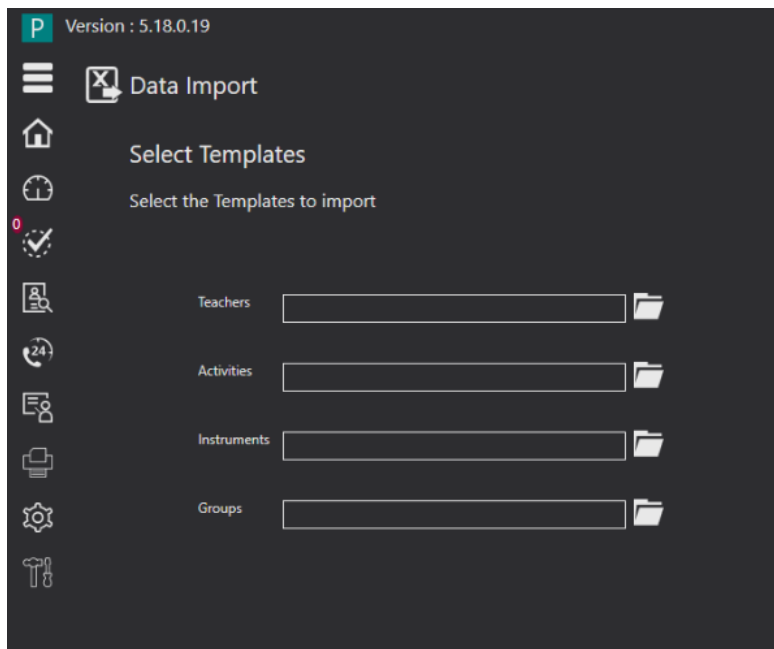 P Version : 5.18.0.19
Data Import
Select Templates
Select the Templates to import
0
Teachers
24
Activities
Instruments
Groups